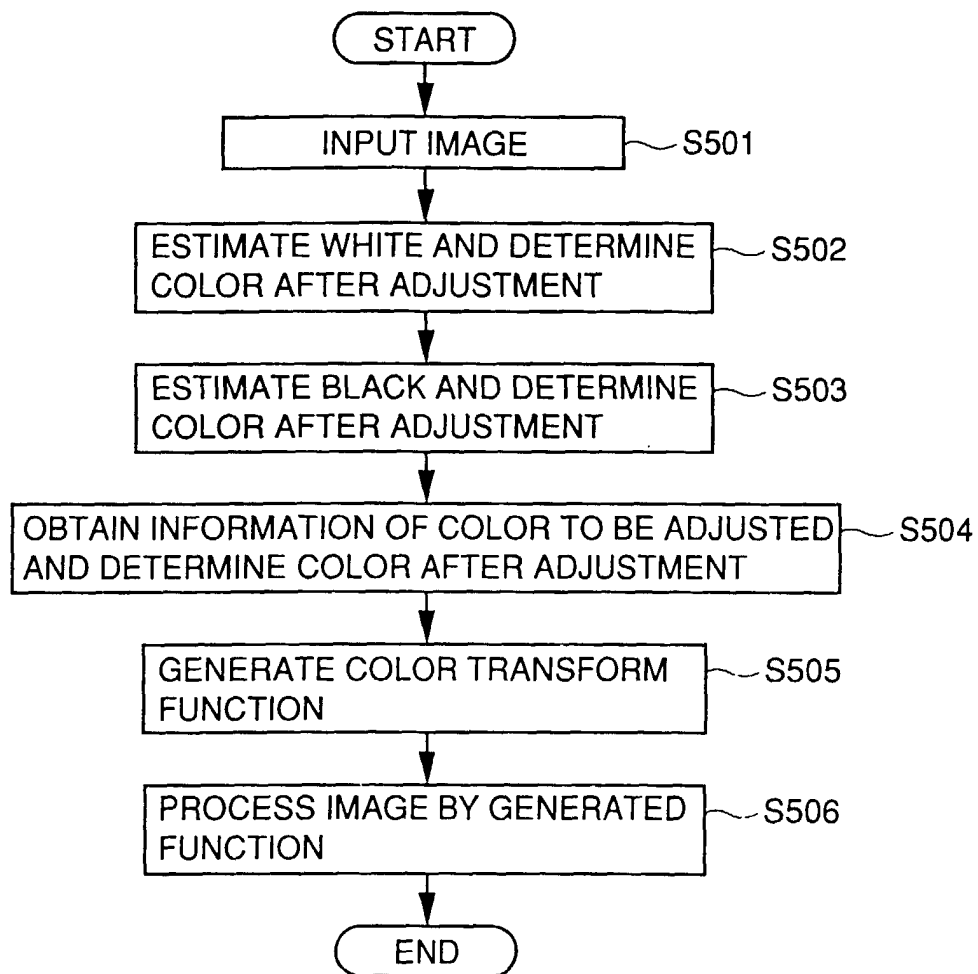 START
INPUT IMAGE
S501
ESTIMATE WHITE AND DETERMINE
COLOR AFTER ADJUSTMENT
S502
ESTIMATE BLACK AND DETERMINE
COLOR AFTER ADJUSTMENT
S503
OBTAIN INFORMATION OF COLOR TO BE ADJUSTED
AND DETERMINE COLOR AFTER ADJUSTMENT
S504
GENERATE COLOR TRANSFORM
FUNCTION
S505
PROCESS IMAGE BY GENERATED
FUNCTION
S506
END